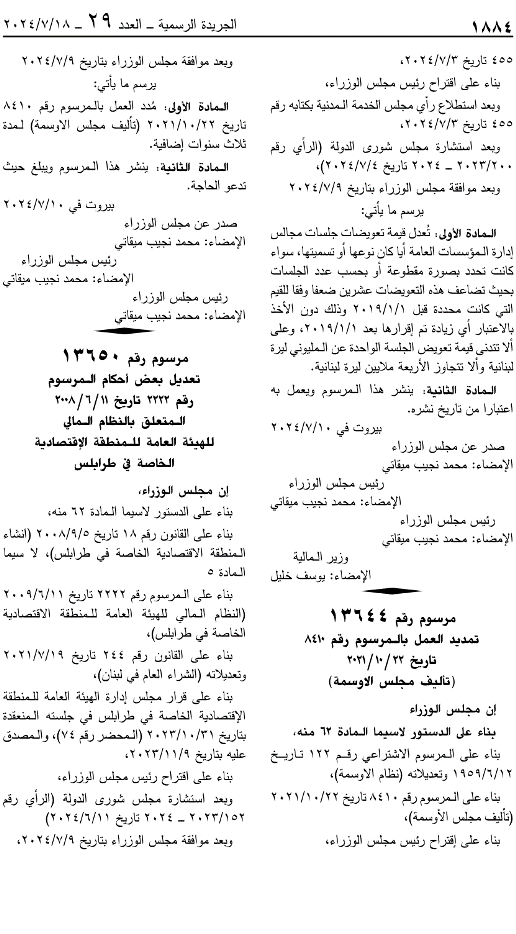 ١٨٨٤
الجريدة الرسمية ــ العدد ٢٩ ــ ٢٠٢٤/٧/١٨
٤٥٥ تاريخ ٢٠٢٤/٧/٣،
بناء على اقتراح رئيس مجلس الوزراء،
وبعد استطلاع رأي مجلس الخدمة المدنية بكتابه رقم
٤٥٥ تاريخ ٢٠٢٤/٧/٣،
وبعد استشارة مجلس شورى الدولة (الرأي رقم
٢٠٢٣/٢٠٠ ــ ٢٠٢٤ تاريخ ٢٠٢٤/٧/٤)،
وبعد موافقة مجلس الوزراء بتاريخ ٢٠٢٤/٧/٩
يرسم ما يأتي:
المادة الأولى: تُعدل قيمة تعويضات جلسات مجالس
إدارة المؤسسات العامة أيا كان نوعها أو تسميتها، سواء
كانت تحدد بصورة مقطوعة أو بحسب عدد الجلسات
بحيث تضاعف هذه التعويضات عشرين ضعفا وفقا للقيم
التي كانت محددة قبل ٢٠١٩/١/١ وذلك دون الأخذ
بالاعتبار أي زيادة تم إقرارها بعد ٢٠١٩/١/١، وعلى
ألا تتدنى قيمة تعويض الجلسة الواحدة عن المليوني ليرة
لبنانية وألا تتجاوز الأربعة ملايين ليرة لبنانية.
المادة الثانية: ينشر هذا المرسوم ويعمل به
اعتبارا من تاريخ نشره.
بيروت في ٢٠٢٤/٧/١٠
صدر عن مجلس الوزراء
الإمضاء: محمد نجيب ميقاتي
رئيس مجلس الوزراء
الإمضاء: محمد نجيب ميقاتي
رئيس مجلس الوزراء
الإمضاء: محمد نجيب ميقاتي
وزير المالية
الإمضاء: يوسف خليل
مرسوم رقم ١٣٦٤٤
تمديد العمل بالمرسوم رقم ٨٤١٠
تاريخ ٢٠٢١/١٠/٢٢
(تأليف مجلس الاوسمة)
إن مجلس الوزراء
بناء على الدستور لاسيما المادة ٦٢ منه،
بناء على المرسوم الاشتراعي رقم ١٢٢ تاريخ
١٩٥٩/٦/١٢ وتعديلاته (نظام الاوسمة)،
بناء على المرسوم رقم ٨٤١٠ تاريخ ٢٠٢١/١٠/٢٢
(تأليف مجلس الأوسمة)،
بناء على إقتراح رئيس مجلس الوزراء،
وبعد موافقة مجلس الوزراء بتاريخ ٢٠٢٤/٧/٩
يرسم ما يأتي:
المادة الأولى: مُدد العمل بالمرسوم رقم ٨٤١٠
تاريخ ٢٠٢١/١٠/٢٢ (تأليف مجلس الاوسمة) لمدة
ثلاث سنوات إضافية.
المادة الثانية: ينشر هذا المرسوم ويبلغ حيث
تدعو الحاجة.
بيروت في ٢٠٢٤/٧/١٠
صدر عن مجلس الوزراء
الإمضاء: محمد نجيب ميقاتي
رئيس مجلس الوزراء
الإمضاء: محمد نجيب ميقاتي
رئيس مجلس الوزراء
الإمضاء: محمد نجيب ميقاتي
مرسوم رقم ١٣٦٥٠
تعديل بعض أحكام المرسوم
رقم ٢٢٢٢ تاريخ ٢٠٠٨/٦/١١
المتعلق بالنظام المالي
للهيئة العامة للمنطقة الإقتصادية
الخاصة في طرابلس
إن مجلس الوزراء،
بناء على الدستور لاسيما المادة ٦٢ منه،
بناء على القانون رقم ١٨ تاريخ ٢٠٠٨/٩/٥ (انشاء
المنطقة الاقتصادية الخاصة في طرابلس)، لا سيما
المادة ٥
بناء على المرسوم رقم ٢٢٢٢ تاريخ ٢٠٠٩/٦/١١
(النظام المالي للهيئة العامة للمنطقة الاقتصادية
الخاصة في طرابلس)،
بناء على القانون رقم ٢٤٤ تاريخ ٢٠٢١/٧/١٩
وتعديلاته (الشراء العام في لبنان)،
بناء على قرار مجلس إدارة الهيئة العامة للمنطقة
الإقتصادية الخاصة في طرابلس في جلسته المنعقدة
بتاريخ ٢٠٢٣/١٠/٣١ (المحضر رقم ٧٤)، والمصدق
عليه بتاريخ ٢٠٢٣/١١/٩،
بناء على اقتراح رئيس مجلس الوزراء،
وبعد استشارة مجلس شورى الدولة (الرأي رقم
٢٠٢٣/١٥٢ ــ ٢٠٢٤ تاريخ ٢٠٢٤/٦/١١)
وبعد موافقة مجلس الوزراء بتاريخ ٢٠٢٤/٧/٩،